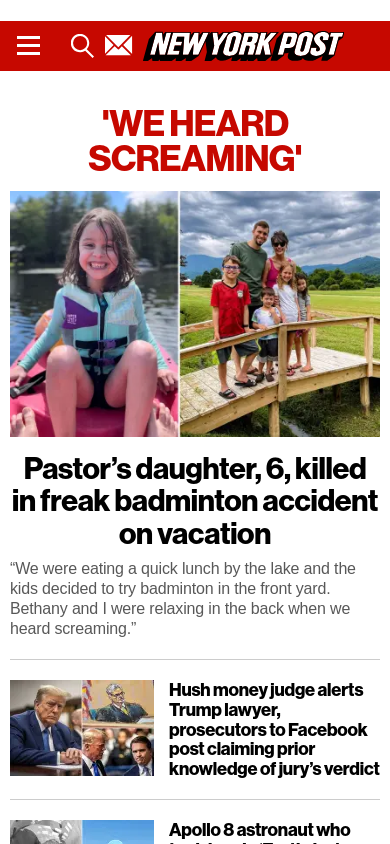 NEW YORK POST
'WE HEARD
SCREAMING'
Pastor’s daughter, 6, killed
in freak badminton accident
on vacation
“We were eating a quick lunch by the lake and the
kids decided to try badminton in the front yard.
Bethany and I were relaxing in the back when we
heard screaming.”
Hush money judge alerts
Trump lawyer,
prosecutors to Facebook
post claiming prior
knowledge of jury’s verdict
Apollo 8 astronaut who